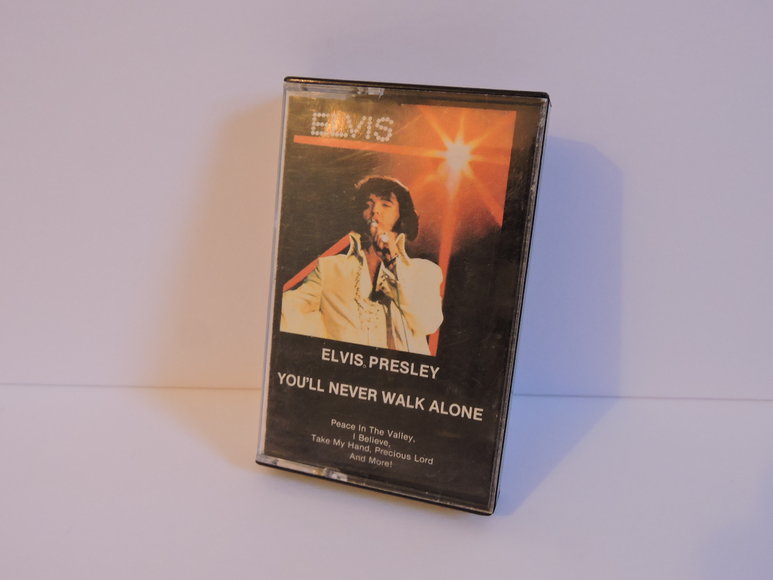 ELVIS
ELVIS PRESLEY
YOU'LL NEVER WALK ALONE
Peace In The Valley,
I Believe,
Take My Hand, Precious Lord
And More!